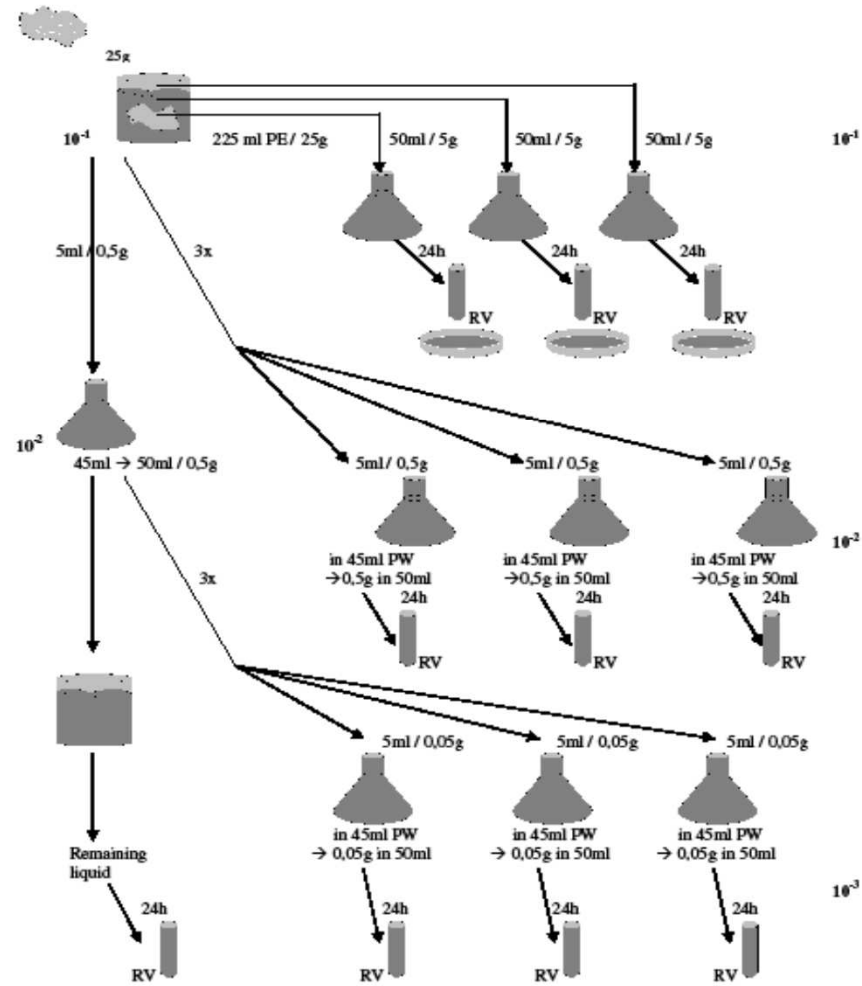 25g
10⁻¹
225 ml PE / 25g
50ml / 5g
50ml / 5g
50ml / 5g
10⁻¹
5ml / 0,5g
3x
24h
24h
24h
RV
RV
RV
10⁻²
45ml → 50ml / 0,5g
5ml / 0,5g
5ml / 0,5g
5ml / 0,5g
10⁻²
in 45ml PW
→0,5g in 50ml
in 45ml PW
→0,5g in 50ml
in 45ml PW
→0,5g in 50ml
3x
24h
24h
24h
RV
RV
RV
5ml / 0,05g
5ml / 0,05g
5ml / 0,05g
in 45ml PW
→ 0,05g in 50ml
in 45ml PW
→ 0,05g in 50ml
in 45ml PW
→ 0,05g in 50ml
Remaining
liquid
10⁻³
24h
24h
24h
24h
RV
RV
RV
RV